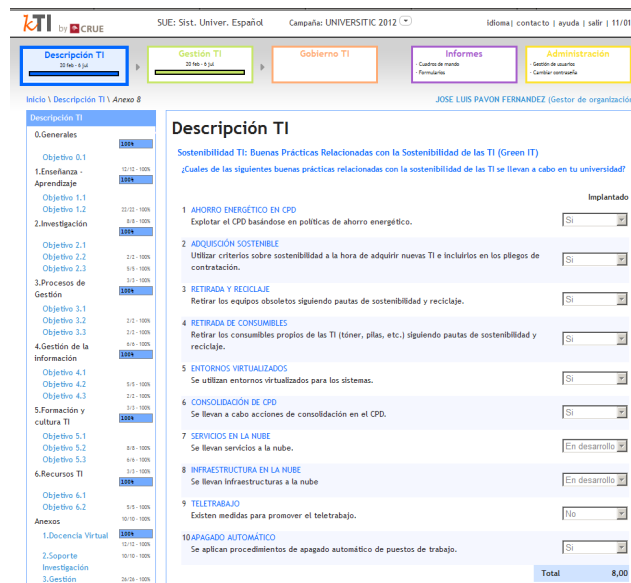 kTI by CRUE
SUE: Sist. Univer. Español
Campaña: UNIVERSITIC 2012
idioma| contacto | ayuda | salir | 11/01
Descripción TI
20 feb - 6 jul
Gestión TI
20 feb - 6 jul
Gobierno TI
Informes
· Cuadros de mando
· Formularios
Administración
· Gestión de usuarios
· Cambiar contraseña
Inicio \ Descripción TI \ Anexo 8
JOSE LUIS PAVON FERNANDEZ (Gestor de organización
Descripción TI
0.Generales
100%
Objetivo 0.1
12/12 - 100%
1.Enseñanza -
Aprendizaje
100%
Objetivo 1.1
Objetivo 1.2
22/22 - 100%
2.Investigación
8/8 - 100%
100%
Objetivo 2.1
Objetivo 2.2
2/2 - 100%
Objetivo 2.3
5/5 - 100%
3.Procesos de
Gestión
3/3 - 100%
100%
Objetivo 3.1
Objetivo 3.2
2/2 - 100%
Objetivo 3.3
2/2 - 100%
4.Gestión de la
información
6/6 - 100%
100%
Objetivo 4.1
Objetivo 4.2
5/5 - 100%
Objetivo 4.3
2/2 - 100%
5.Formación y
cultura TI
3/3 - 100%
100%
Objetivo 5.1
Objetivo 5.2
8/8 - 100%
Objetivo 5.3
6/6 - 100%
6.Recursos TI
3/3 - 100%
100%
Objetivo 6.1
Objetivo 6.2
5/5 - 100%
Anexos
10/10 - 100%
1.Docencia Virtual
100%
12/12 - 100%
2.Soporte
Investigación
10/10 - 100%
3.Gestión
26/26 - 100%
Descripción TI
Sostenibilidad TI: Buenas Prácticas Relacionadas con la Sostenibilidad de las TI (Green IT)
¿Cuales de las siguientes buenas prácticas relacionadas con la sostenibilidad de las TI se llevan a cabo en tu universidad?
Implantado
1 AHORRO ENERGÉTICO EN CPD
Explotar el CPD basándose en políticas de ahorro energético.
Si
2 ADQUISCIÓN SOSTENIBLE
Utilizar criterios sobre sostenibilidad a la hora de adquirir nuevas TI e incluirlos en los pliegos de
contratación.
Si
3 RETIRADA Y RECICLAJE
Retirar los equipos obsoletos siguiendo pautas de sostenibilidad y reciclaje.
Si
4 RETIRADA DE CONSUMIBLES
Retirar los consumibles propios de las TI (tóner, pilas, etc.) siguiendo pautas de sostenibilidad y
reciclaje.
Si
5 ENTORNOS VIRTUALIZADOS
Se utilizan entornos virtualizados para los sistemas.
Si
6 CONSOLIDACIÓN DE CPD
Se llevan a cabo acciones de consolidación en el CPD.
Si
7 SERVICIOS EN LA NUBE
Se llevan servicios a la nube.
En desarrollo
8 INFRAESTRUCTURA EN LA NUBE
Se llevan infraestructuras a la nube
En desarrollo
9 TELETRABAJO
Existen medidas para promover el teletrabajo.
No
10 APAGADO AUTOMÁTICO
Se aplican procedimientos de apagado automático de puestos de trabajo.
Si
Total 8,00